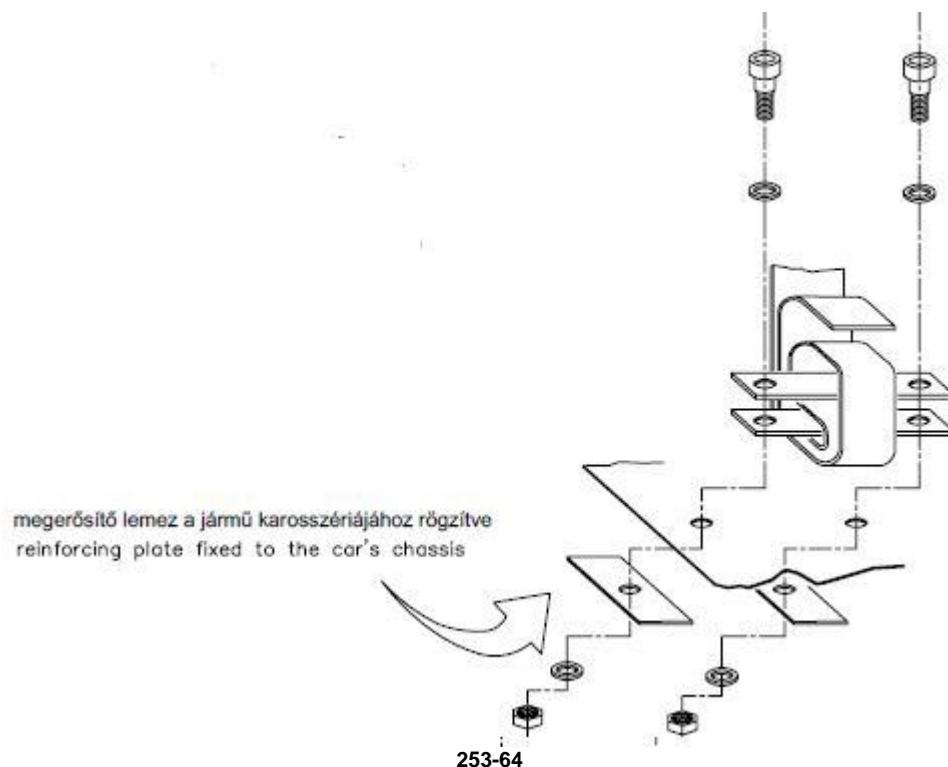 megerősítő lemez a jármű karosszériájához rögzítve
reinforcing plate fixed to the car's chassis
253-64